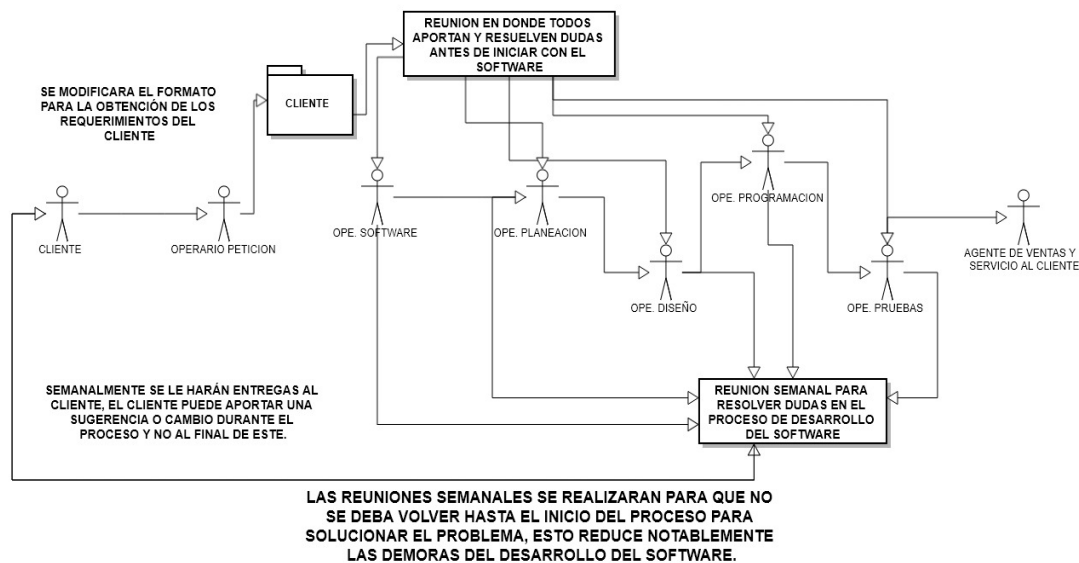 REUNION EN DONDE TODOS
APORTAN Y RESUELVEN DUDAS
ANTES DE INICIAR CON EL
SOFTWARE
SE MODIFICARA EL FORMATO
PARA LA OBTENCIÓN DE LOS
REQUERIMIENTOS DEL
CLIENTE
CLIENTE
CLIENTE
OPERARIO PETICION
OPE. SOFTWARE
OPE. PLANEACION
OPE. DISEÑO
OPE. PROGRAMACION
OPE. PRUEBAS
AGENTE DE VENTAS Y
SERVICIO AL CLIENTE
SEMANALMENTE SE LE HARÁN ENTREGAS AL
CLIENTE, EL CLIENTE PUEDE APORTAR UNA
SUGERENCIA O CAMBIO DURANTE EL
PROCESO Y NO AL FINAL DE ESTE.
REUNION SEMANAL PARA
RESOLVER DUDAS EN EL
PROCESO DE DESARROLLO
DEL SOFTWARE
LAS REUNIONES SEMANALES SE REALIZARAN PARA QUE NO
SE DEBA VOLVER HASTA EL INICIO DEL PROCESO PARA
SOLUCIONAR EL PROBLEMA, ESTO REDUCE NOTABLEMENTE
LAS DEMORAS DEL DESARROLLO DEL SOFTWARE.